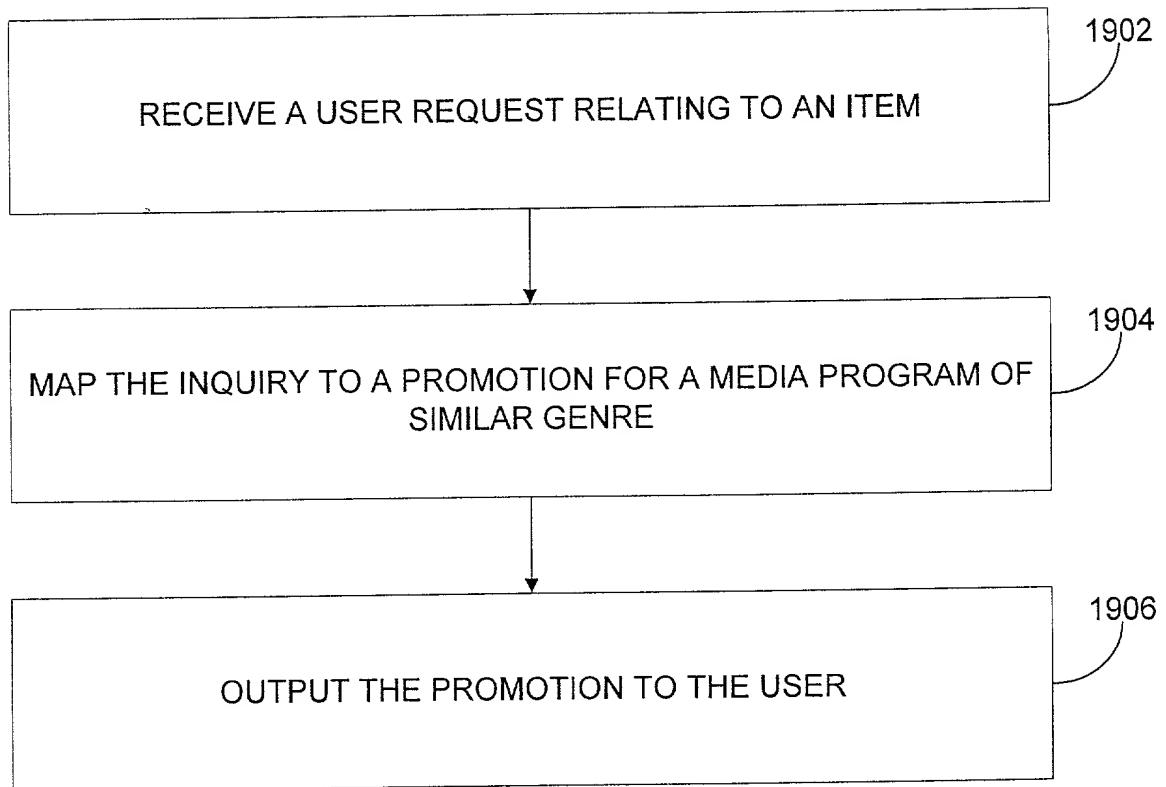 1902
RECEIVE A USER REQUEST RELATING TO AN ITEM
1904
MAP THE INQUIRY TO A PROMOTION FOR A MEDIA PROGRAM OF
SIMILAR GENRE
1906
OUTPUT THE PROMOTION TO THE USER